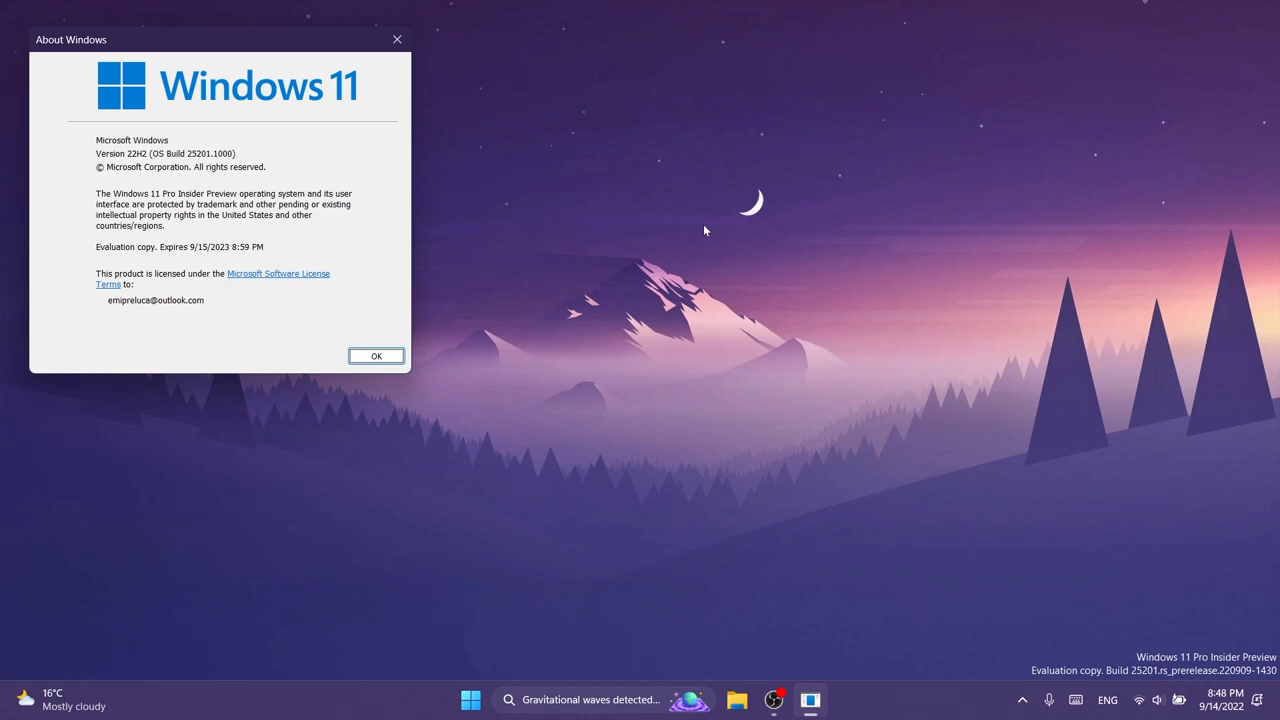 About Windows
Windows 11
Microsoft Windows
Version 22H2 (OS Build 25201.1000)
© Microsoft Corporation. All rights reserved.
The Windows 11 Pro Insider Preview operating system and its user
interface are protected by trademark and other pending or existing
intellectual property rights in the United States and other
countries/regions.
Evaluation copy. Expires 9/15/2023 8:59 PM
This product is licensed under the Microsoft Software License
Terms to:
emipreluca@outlook.com
OK
Windows 11 Pro Insider Preview
Evaluation copy. Build 25201.rs_prerelease.220909-1430
16°C
Mostly cloudy
Gravitational waves detected...
ENG
8:48 PM
9/14/2022